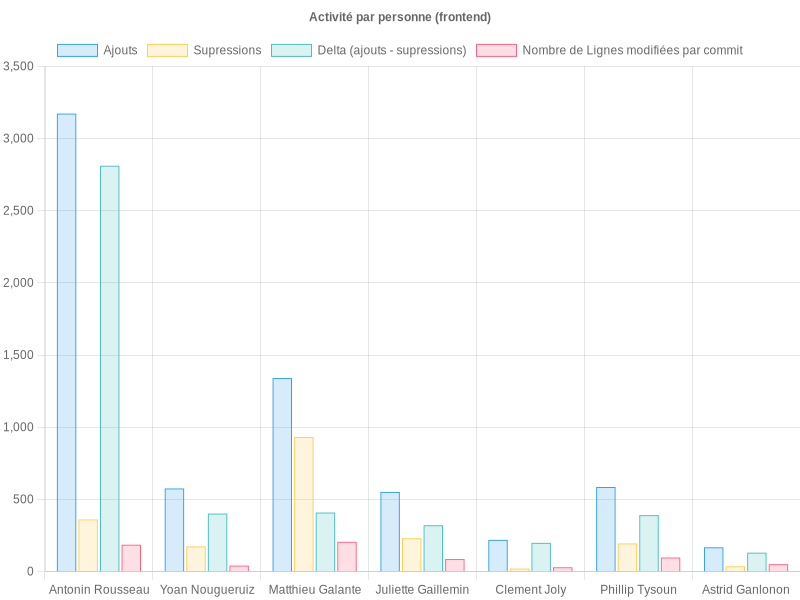 Activité par personne (frontend)
Ajouts Supressions Delta (ajouts - supressions) Nombre de Lignes modifiées par commit
3,500
3,000
2,500
2,000
1,500
1,000
500
0
Antonin Rousseau Yoan Nougueruiz Matthieu Galante Juliette Gaillemin Clement Joly Phillip Tysoun Astrid Ganlonon